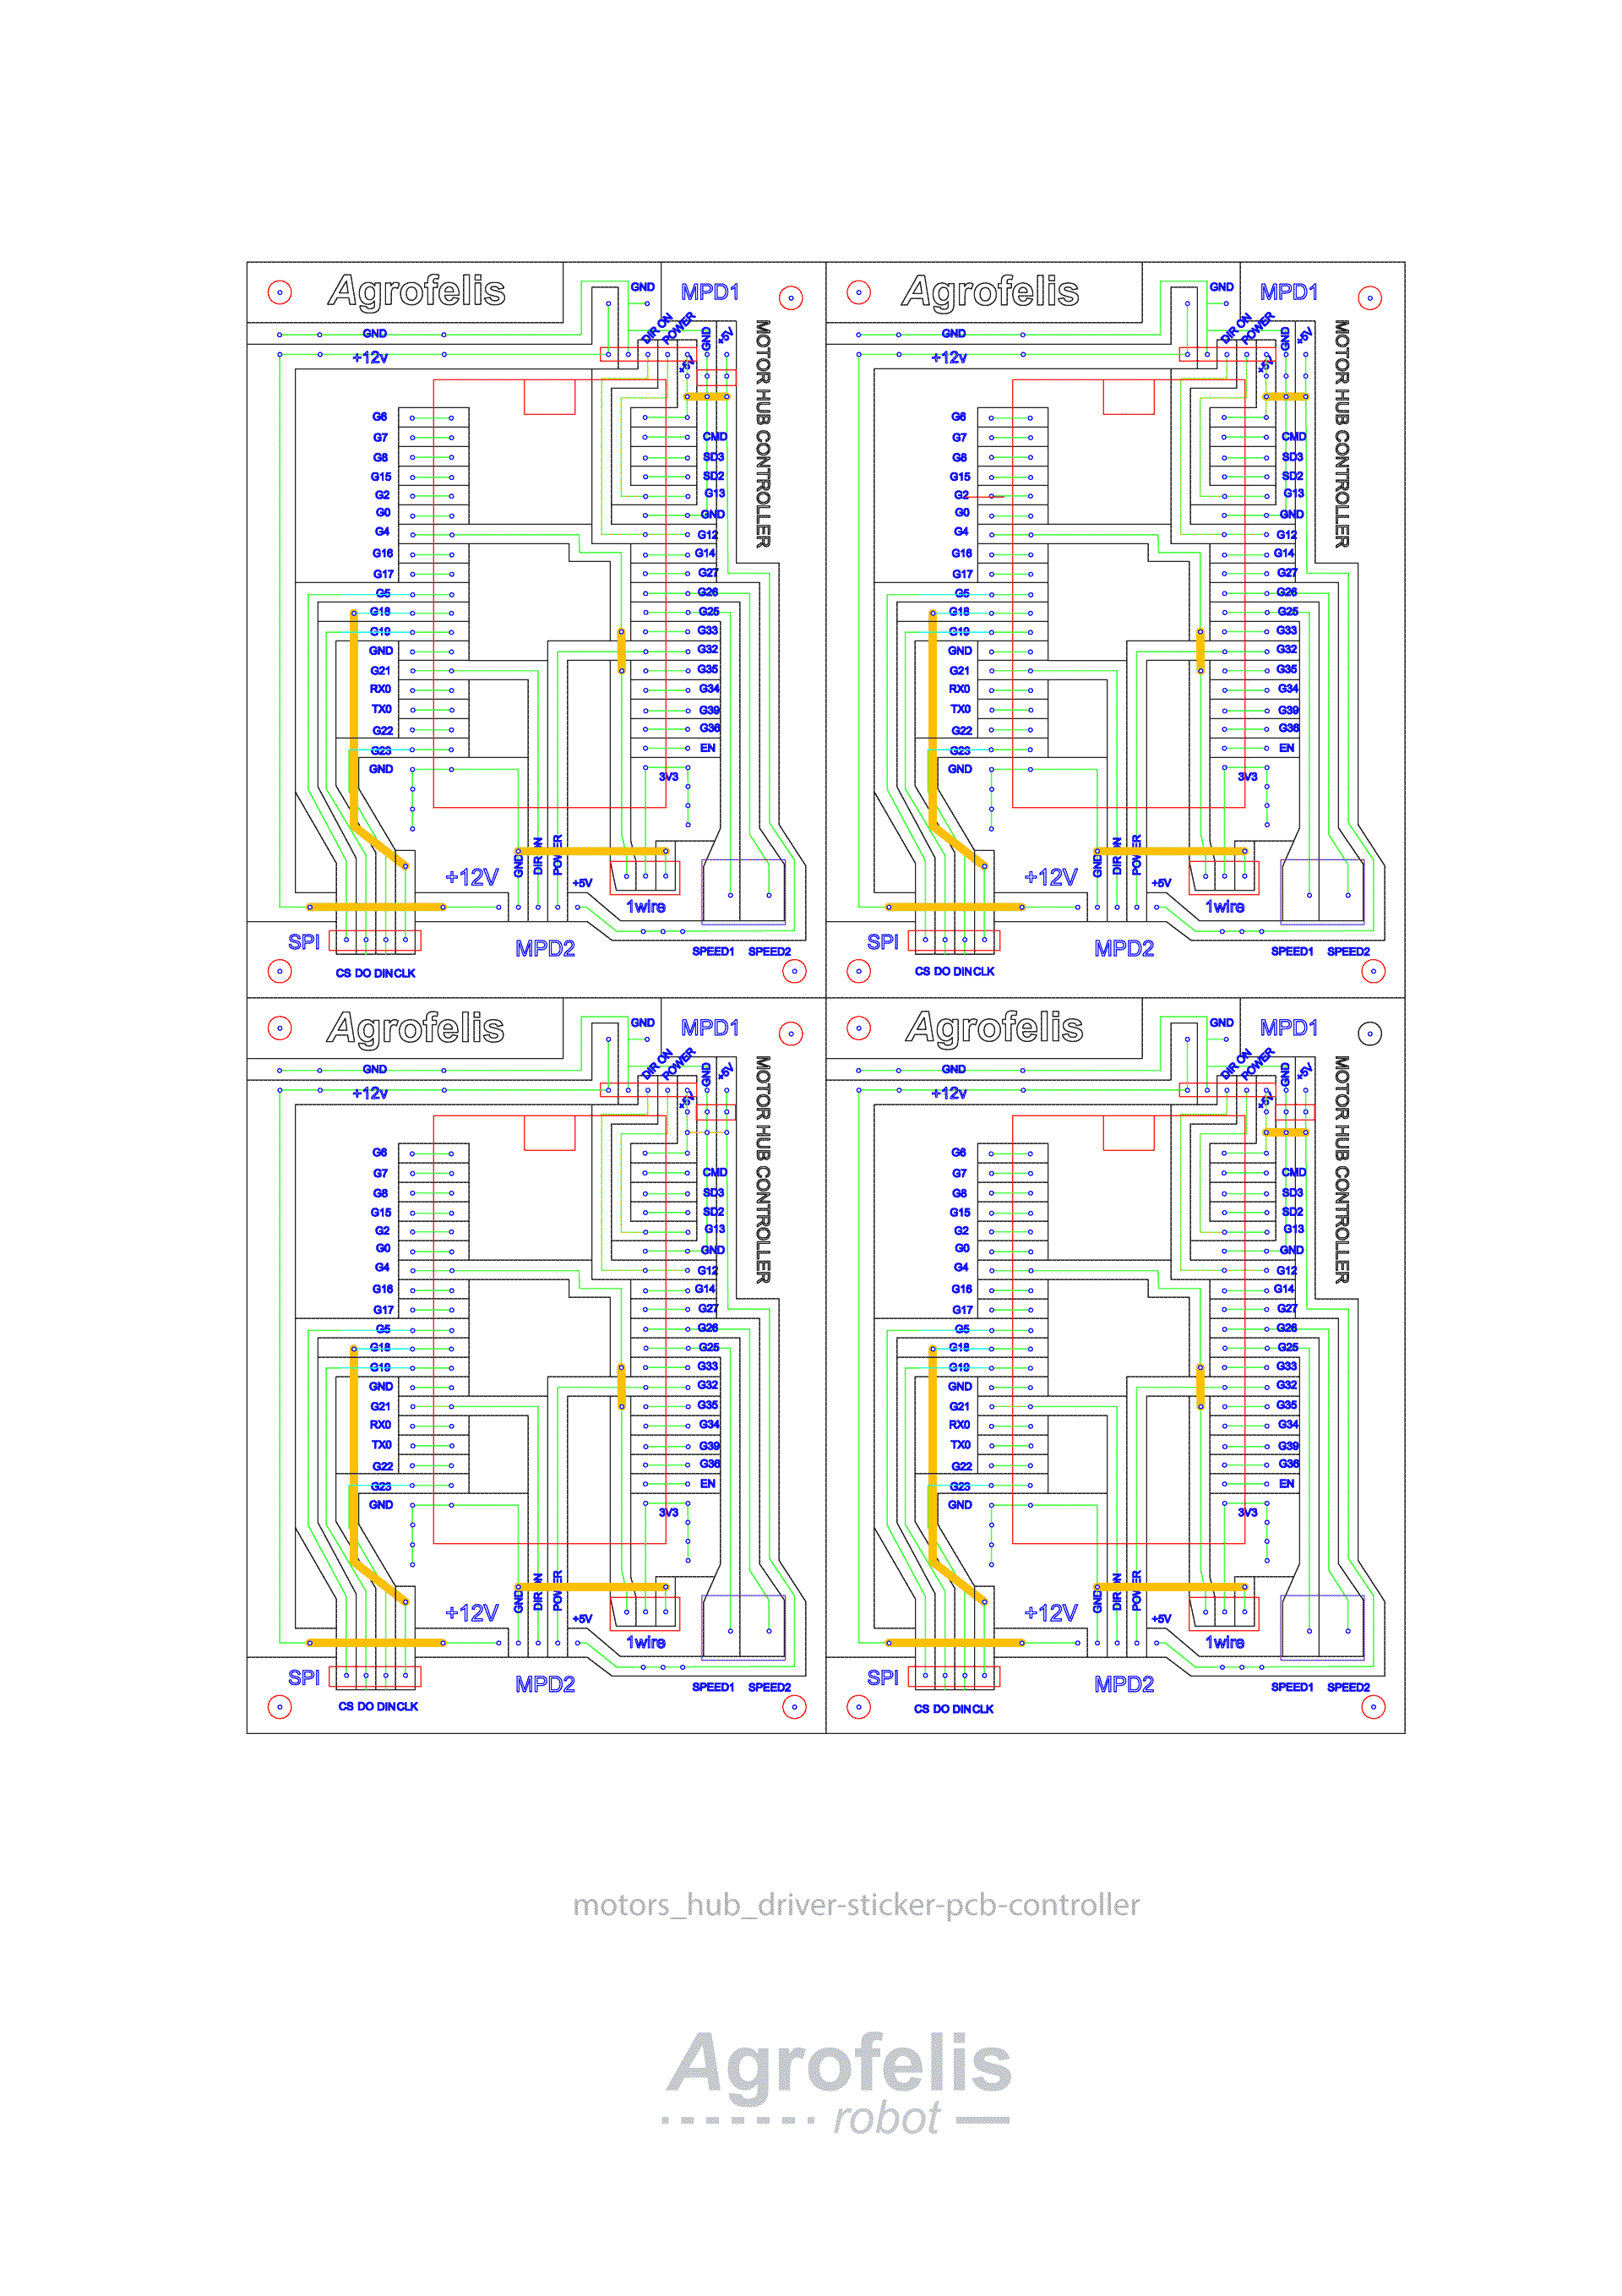 Agrofelis
GND
MPD1
DIR ON
POWER
GND
+5V
GND
+12v
+5V
MOTOR HUB CONTROLLER
G6
G7 CMD
G8 SD3
G15 SD2
G2 G13
G0 GND
G4 G12
G16 G14
G17 G27
G5 G26
G18 G25
G19 G33
GND G32
G21 G35
RX0 G34
TX0 G39
G22 G36
G23 EN
GND 3V3
+12V
GND
DIR ON
POWER
+5V
1wire
SPI
MPD2
SPEED1 SPEED2
CS DO DIN CLK
Agrofelis
GND
MPD1
DIR ON
POWER
GND
+5V
GND
+12v
+5V
MOTOR HUB CONTROLLER
G6
G7 CMD
G8 SD3
G15 SD2
G2 G13
G0 GND
G4 G12
G16 G14
G17 G27
G5 G26
G18 G25
G19 G33
GND G32
G21 G35
RX0 G34
TX0 G39
G22 G36
G23 EN
GND 3V3
+12V
GND
DIR ON
POWER
+5V
1wire
SPI
MPD2
SPEED1 SPEED2
CS DO DIN CLK
Agrofelis
GND
MPD1
DIR ON
POWER
GND
+5V
GND
+12v
+5V
MOTOR HUB CONTROLLER
G6
G7 CMD
G8 SD3
G15 SD2
G2 G13
G0 GND
G4 G12
G16 G14
G17 G27
G5 G26
G18 G25
G19 G33
GND G32
G21 G35
RX0 G34
TX0 G39
G22 G36
G23 EN
GND 3V3
+12V
GND
DIR ON
POWER
+5V
1wire
SPI
MPD2
SPEED1 SPEED2
CS DO DIN CLK
Agrofelis
GND
MPD1
DIR ON
POWER
GND
+5V
GND
+12v
+5V
MOTOR HUB CONTROLLER
G6
G7 CMD
G8 SD3
G15 SD2
G2 G13
G0 GND
G4 G12
G16 G14
G17 G27
G5 G26
G18 G25
G19 G33
GND G32
G21 G35
RX0 G34
TX0 G39
G22 G36
G23 EN
GND 3V3
+12V
GND
DIR ON
POWER
+5V
1wire
SPI
MPD2
SPEED1 SPEED2
CS DO DIN CLK
motors_hub_driver-sticker-pcb-controller
Agrofelis
robot